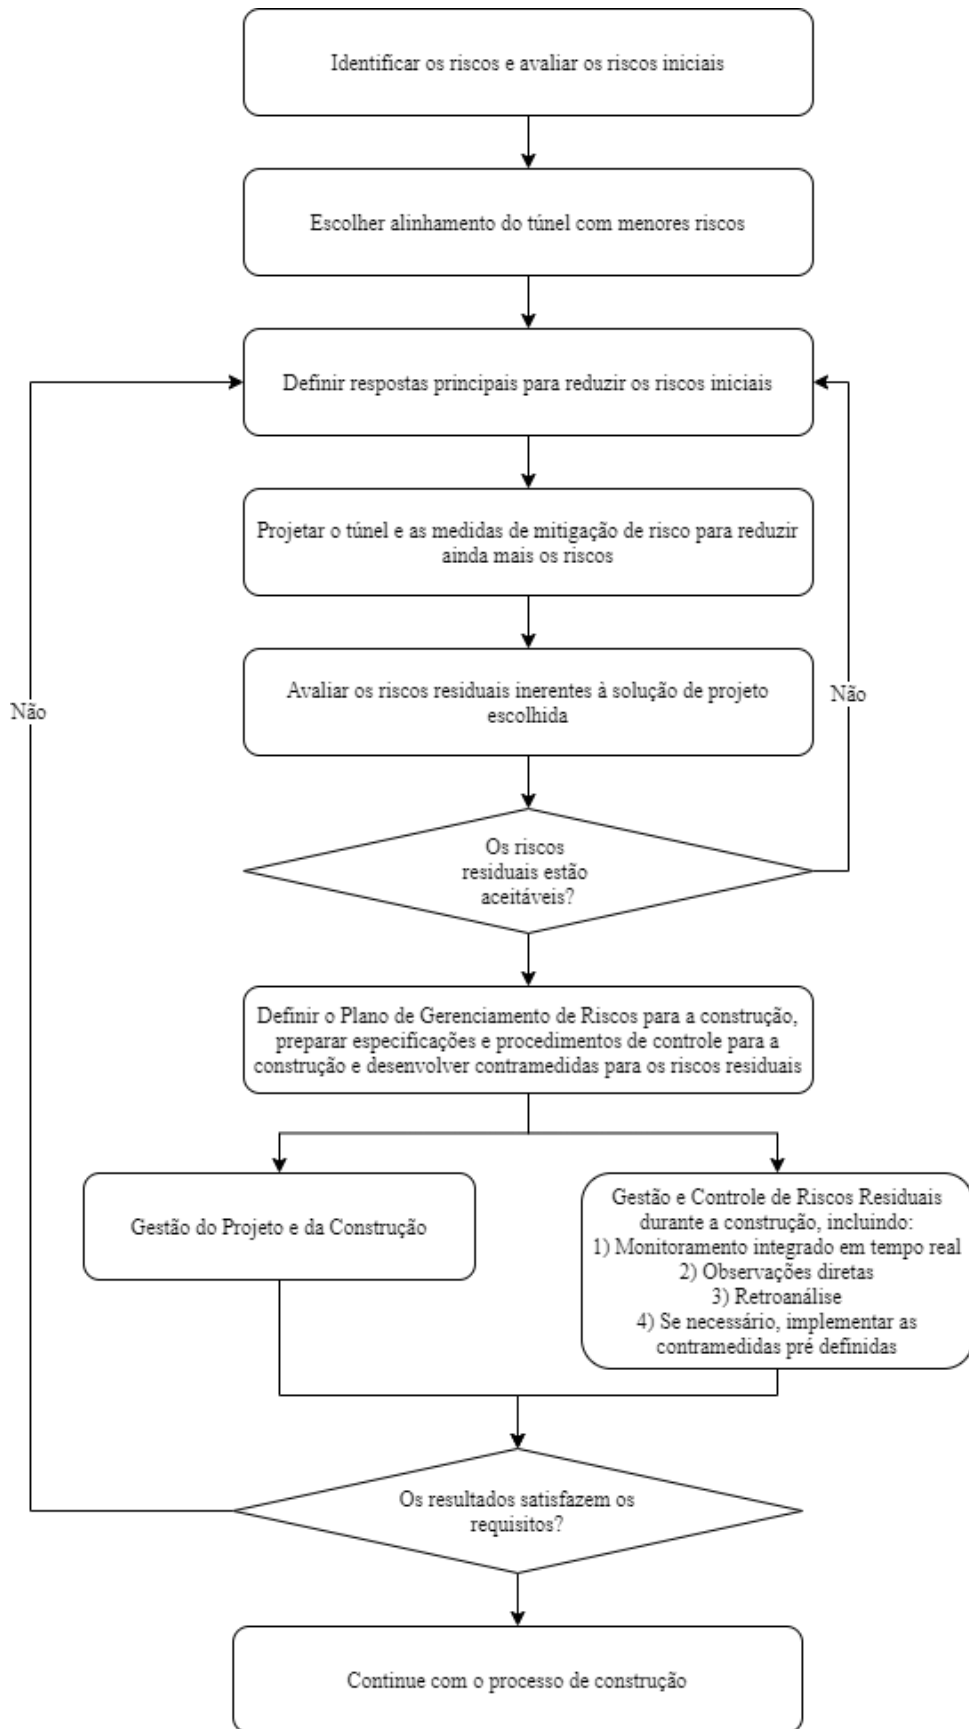 Identificar os riscos e avaliar os riscos iniciais
Escolher alinhamento do túnel com menores riscos
Definir respostas principais para reduzir os riscos iniciais
Projetar o túnel e as medidas de mitigação de risco para reduzir
ainda mais os riscos
Avaliar os riscos residuais inerentes à solução de projeto
escolhida
Não
Não
Os riscos
residuais estão
aceitáveis?
Definir o Plano de Gerenciamento de Riscos para a construção,
preparar especificações e procedimentos de controle para a
construção e desenvolver contramedidas para os riscos residuais
Gestão do Projeto e da Construção
Gestão e Controle de Riscos Residuais
durante a construção, incluindo:
1) Monitoramento integrado em tempo real
2) Observações diretas
3) Retroanálise
4) Se necessário, implementar as
contramedidas pré definidas
Os resultados satisfazem os
requisitos?
Continue com o processo de construção